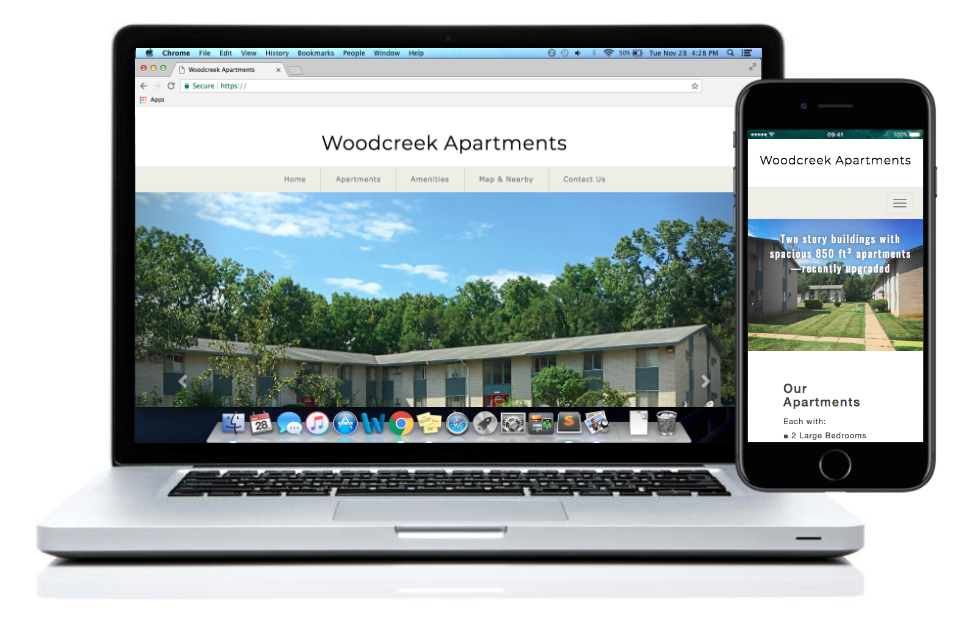 Chrome File Edit View History Bookmarks People Window Help 50% Tue Nov 28 4:28 PM
Woodcreek Apartments
Secure https://
Apps
Woodcreek Apartments
Home Apartments Amenities Map & Nearby Contact Us
28
09:41 100%
Woodcreek Apartments
Two story buildings with
spacious 850 ft² apartments
—recently upgraded
Our
Apartments
Each with:
▪ 2 Large Bedrooms